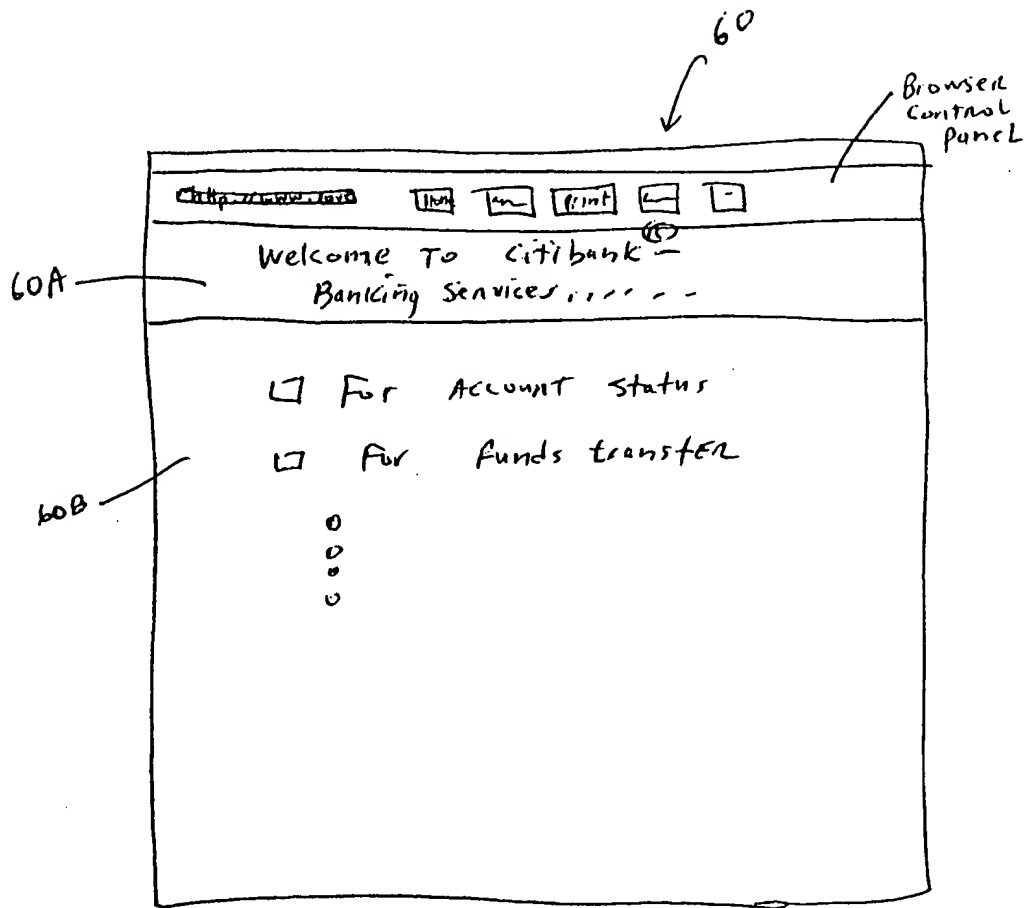 60
Browser
Control
Panel
Print
Welcome To Citibank
60A
Banking Services
For Account Status
For funds transfer
60B